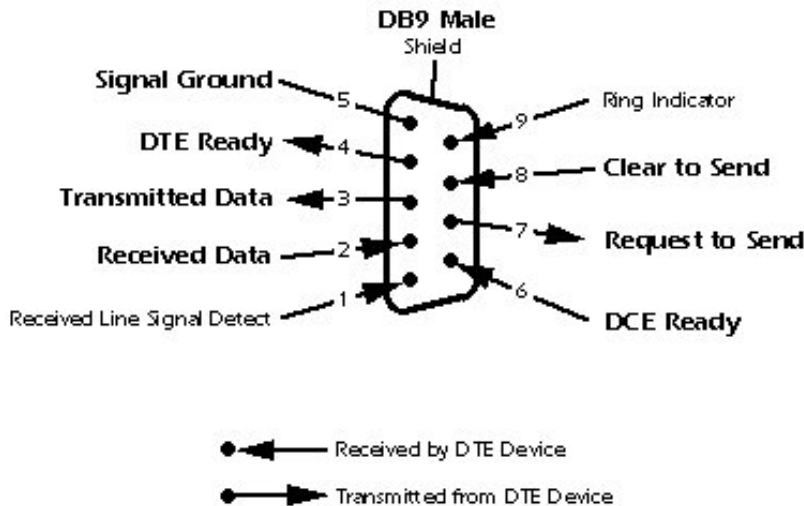 DB9 Male
Shield
Signal Ground
5
9
Ring Indicator
DTE Ready
4
8
Clear to Send
Transmitted Data
3
7
Request to Send
Received Data
2
6
DCE Ready
Received Line Signal Detect
1
Received by DTE Device
Transmitted from DTE Device